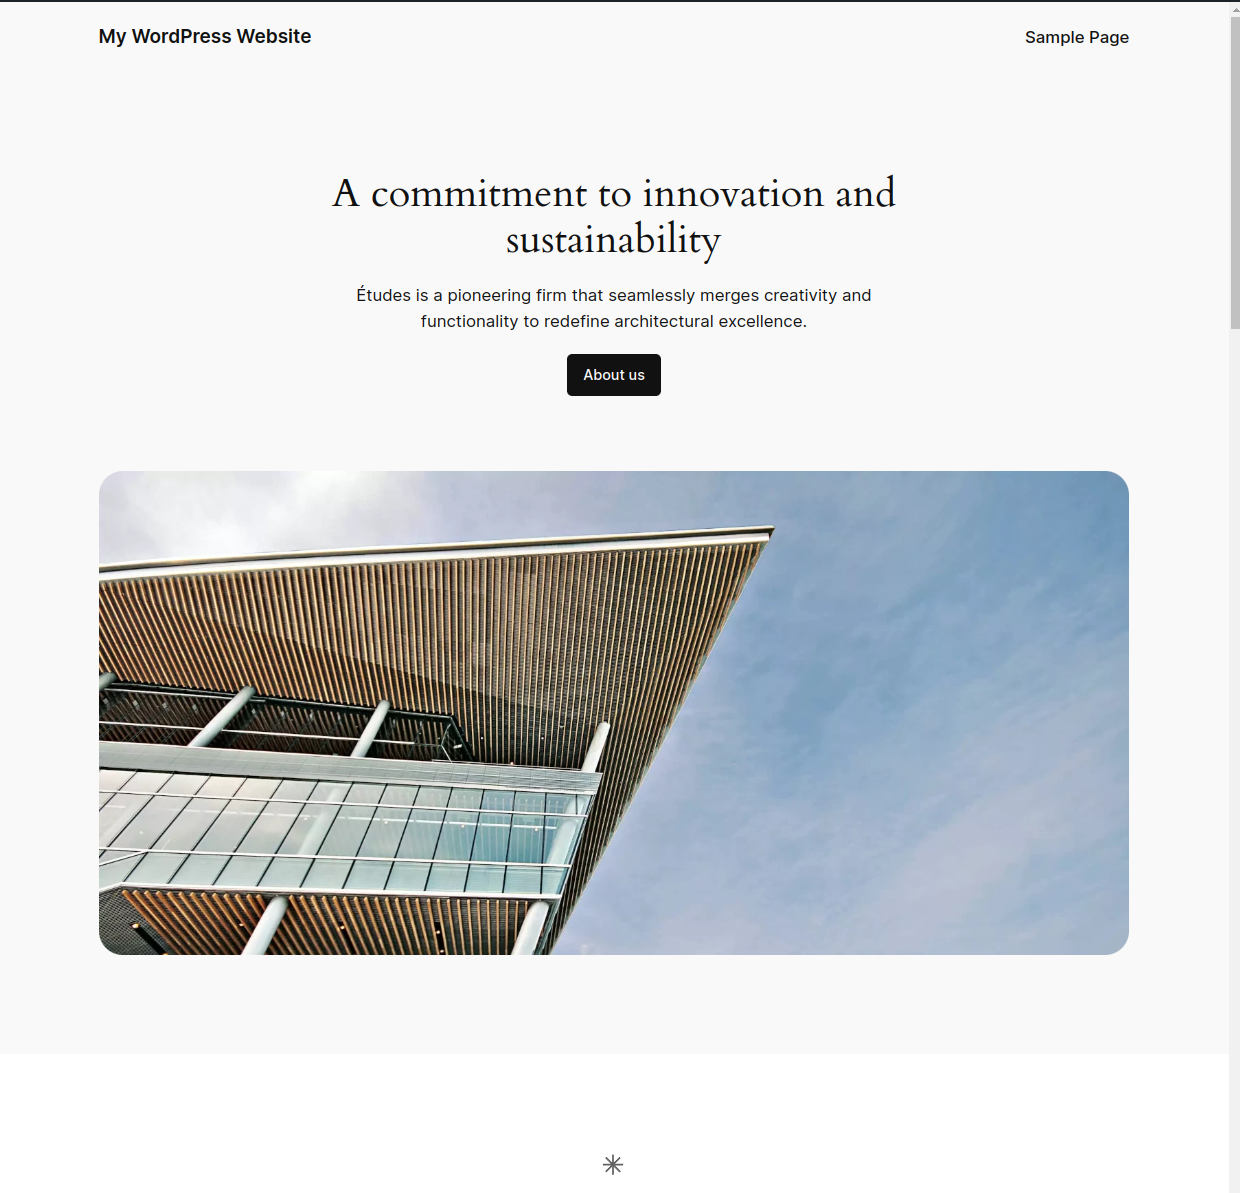 My WordPress Website
Sample Page
A commitment to innovation and
sustainability
Études is a pioneering firm that seamlessly merges creativity and
functionality to redefine architectural excellence.
About us